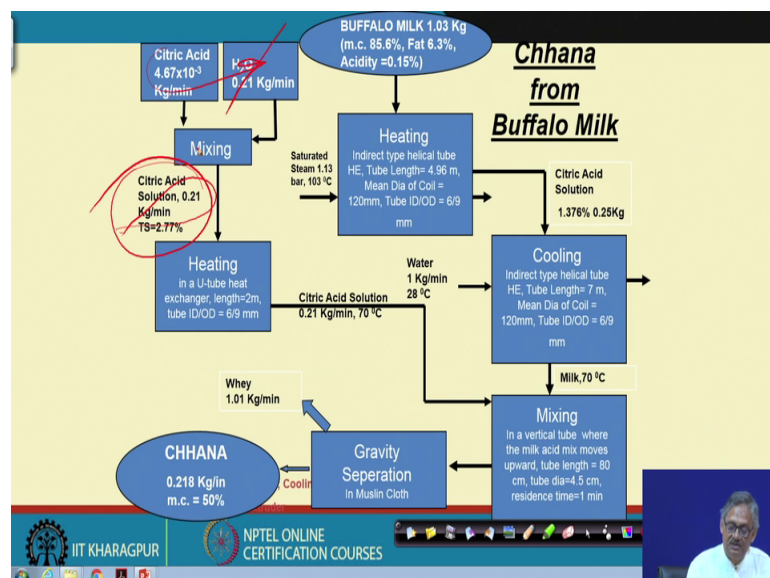 BUFFALO MILK 1.03 Kg
(m.c. 85.6%, Fat 6.3%,
Acidity =0.15%)
Chhana
from
Buffalo Milk
Citric Acid
4.67x10-3
Kg/min
H2O
0.21 Kg/min
Mixing
Citric Acid
Solution, 0.21
Kg/min
TS=2.77%
Heating
in a U-tube heat
exchanger, length=2m,
tube ID/OD = 6/9 mm
Saturated
Steam 1.13
bar, 103 ⁰C
Heating
Indirect type helical tube
HE, Tube Length= 4.96 m,
Mean Dia of Coil =
120mm, Tube ID/OD = 6/9
mm
Citric Acid
Solution
1.376% 0.25Kg
Water
1 Kg/min
28 ⁰C
Cooling
Indirect type helical tube
HE, Tube Length= 7 m,
Mean Dia of Coil =
120mm, Tube ID/OD = 6/9
mm
Citric Acid Solution
0.21 Kg/min, 70 ⁰C
Milk,70 ⁰C
Mixing
In a vertical tube where
the milk acid mix moves
upward, tube length = 80
cm, tube dia=4.5 cm,
residence time=1 min
Whey
1.01 Kg/min
Gravity
Seperation
In Muslin Cloth
Coolin
CHHANA
0.218 Kg/in
m.c. = 50%
IIT KHARAGPUR
NPTEL ONLINE
CERTIFICATION COURSES